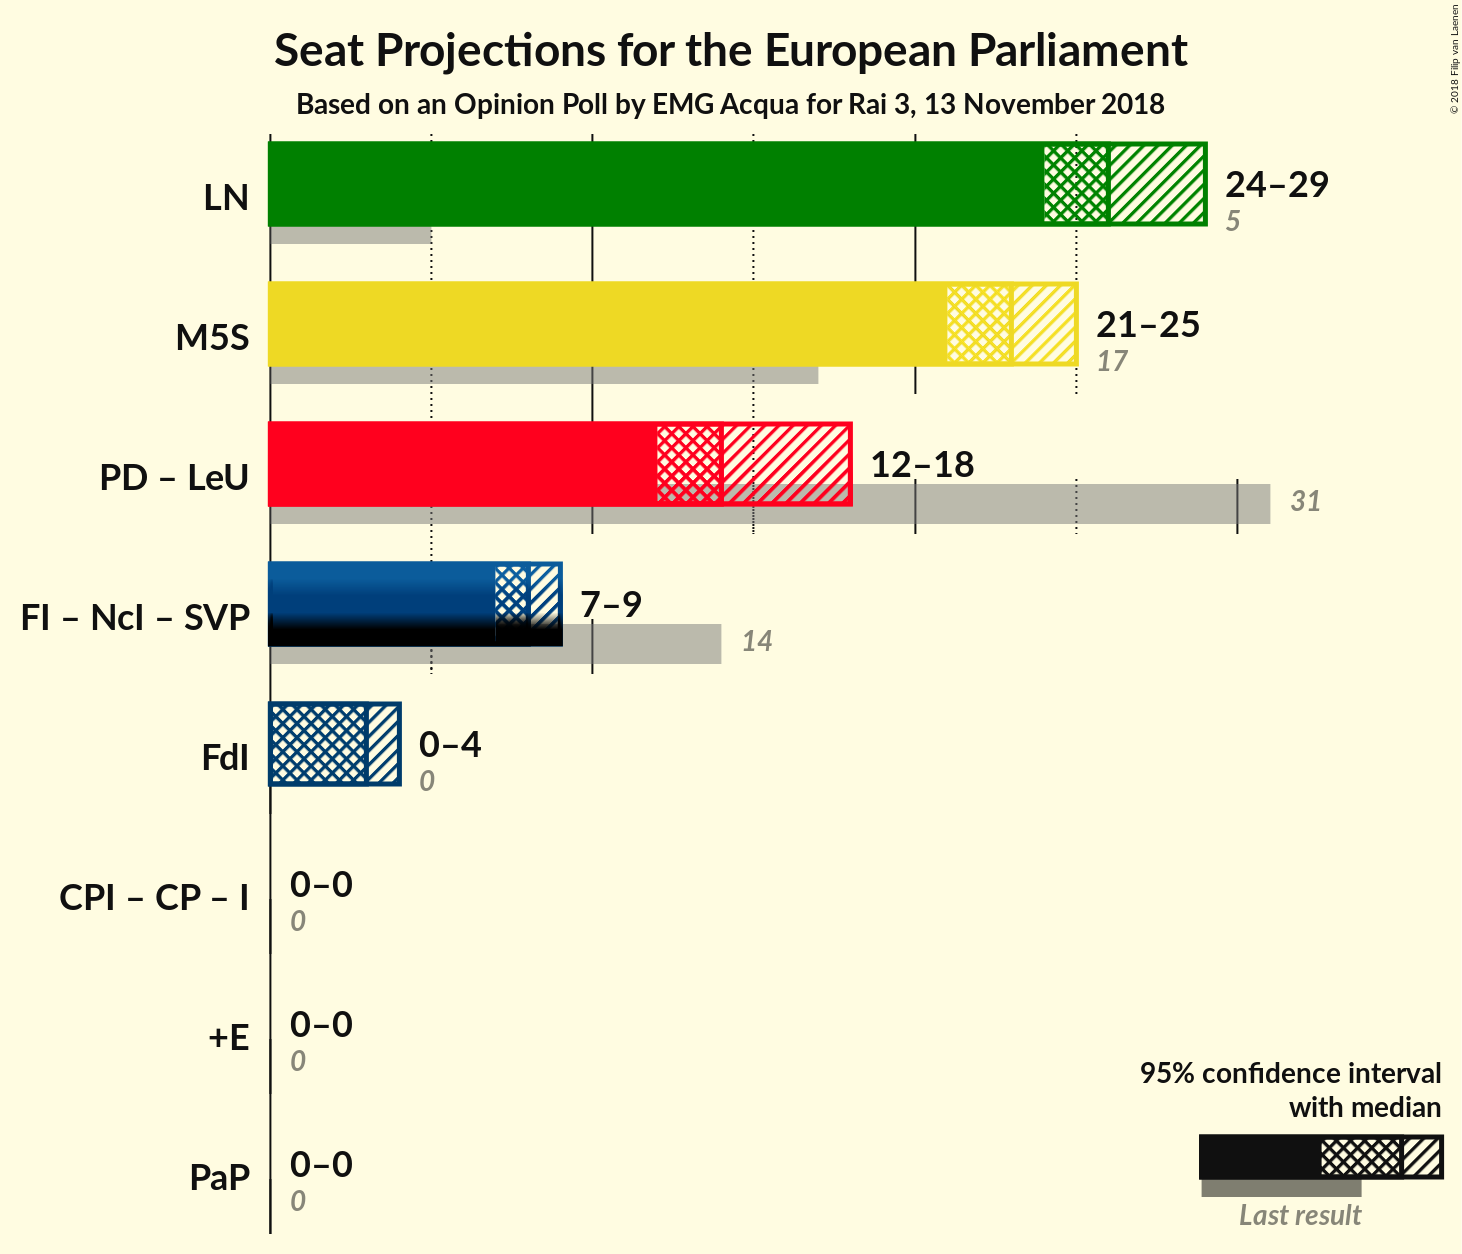 Seat Projections for the European Parliament
Based on an Opinion Poll by EMG Acqua for Rai 3, 13 November 2018
© 2018 Filip van Laenen
LN
24–29
5
M5S
21–25
17
PD – LeU
12–18
31
FI – NcI – SVP
7–9
14
FdI
0–4
0
CPI – CP – I
0–0
0
+E
0–0
0
PaP
0–0
0
95% confidence interval
with median
Last result